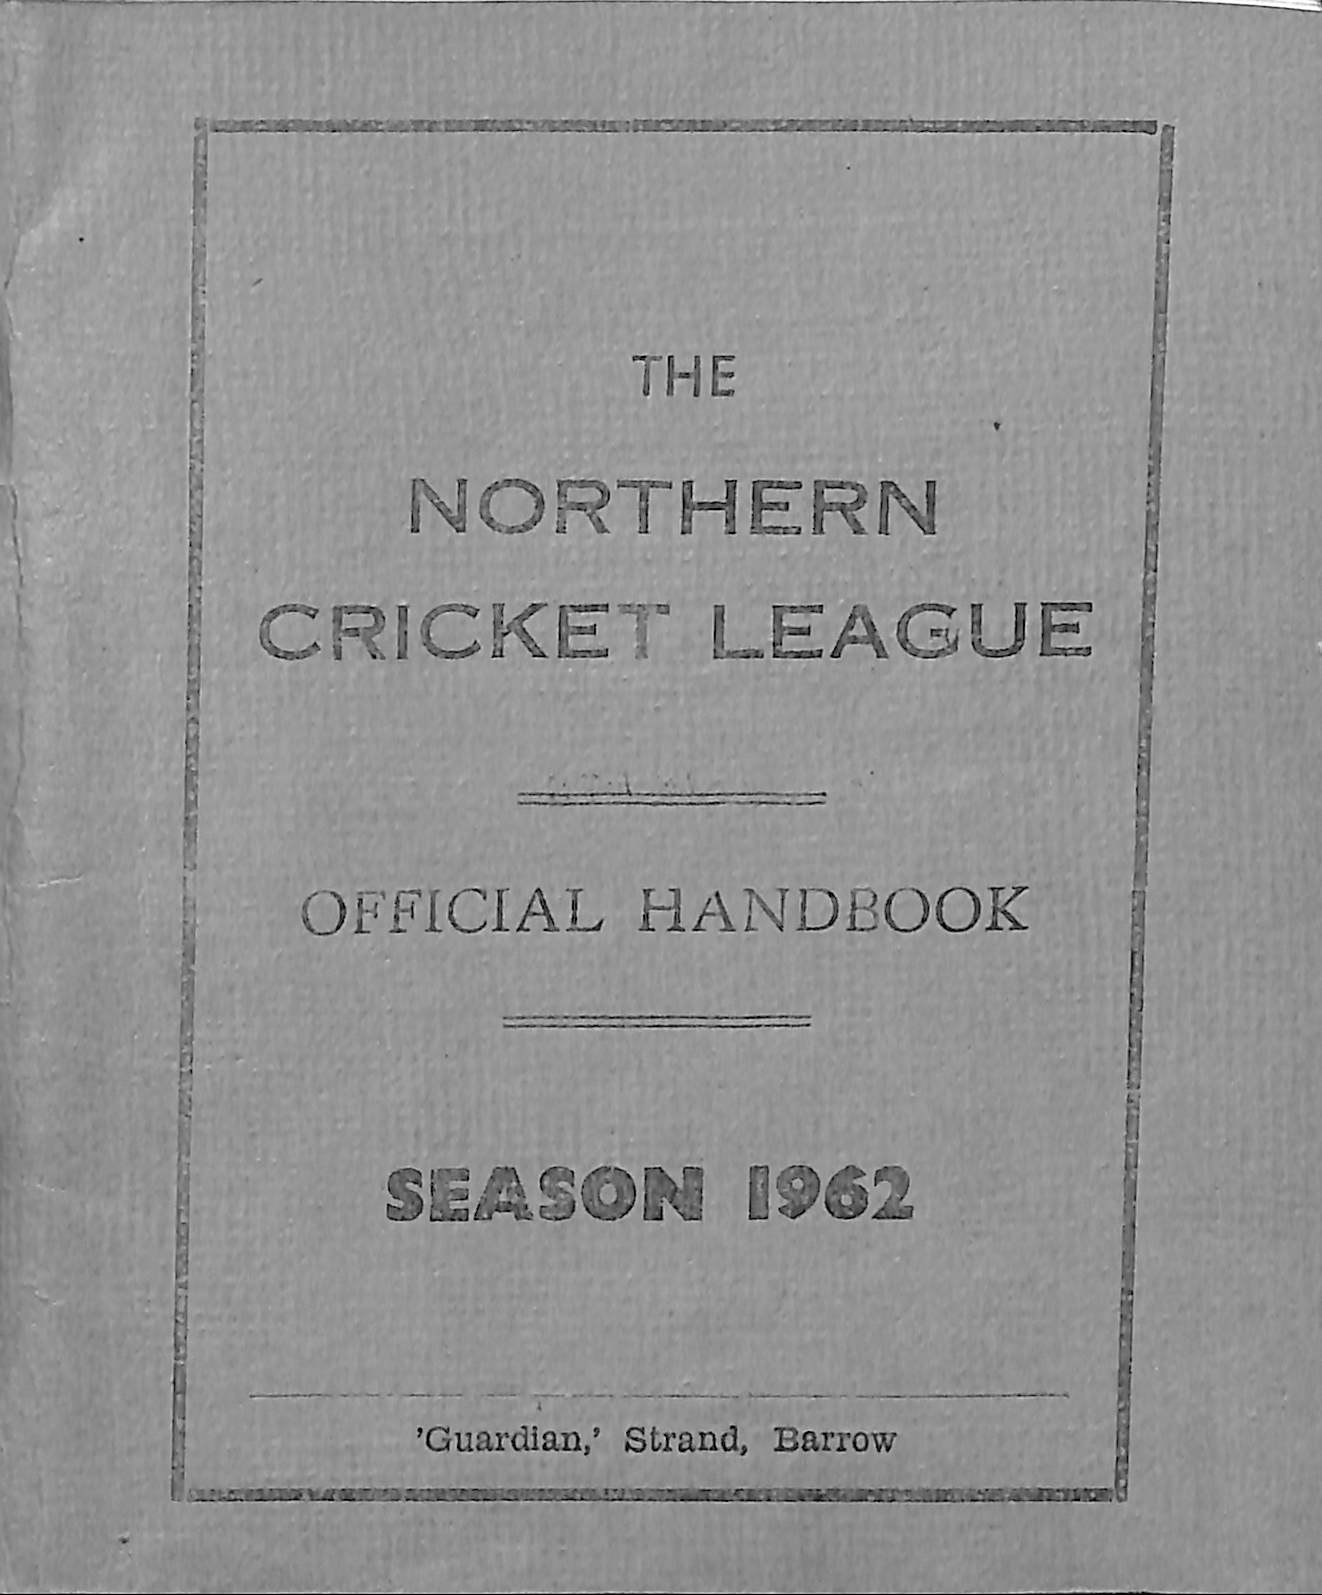 THE
NORTHERN
CRICKET LEAGUE
OFFICIAL HANDBOOK
SEASON 1962
'Guardian,' Strand, Barrow